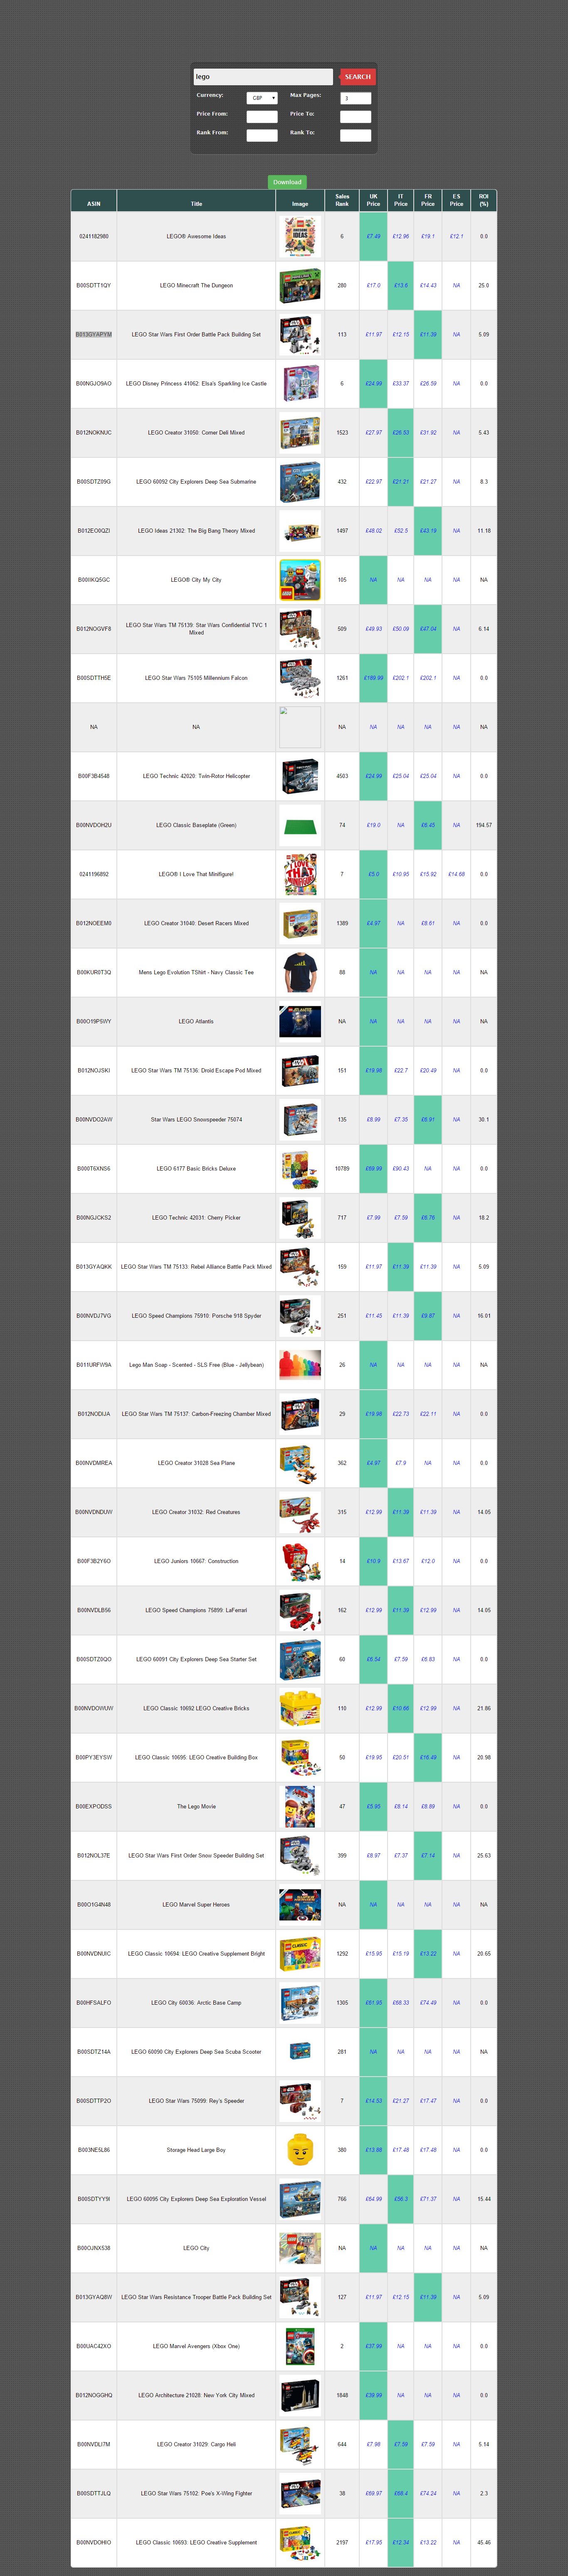 lego
SEARCH
Currency: GBP Max Pages: 3
Price From: Price To:
Rank From: Rank To:
Download
ASIN Title Image Sales Rank UK Price IT Price FR Price ES Price ROI (%)
0241182980 LEGO® Awesome Ideas 6 £7.49 £12.96 £19.1 £12.1 0.0
B00SDTT1QY LEGO Minecraft The Dungeon 280 £17.0 £13.6 £14.43 NA 25.0
B013GYAPYM LEGO Star Wars First Order Battle Pack Building Set 113 £11.97 £12.15 £11.39 NA 5.09
B00NGJO9AO LEGO Disney Princess 41062: Elsa's Sparkling Ice Castle 6 £24.99 £33.37 £26.59 NA 0.0
B012NOKNUC LEGO Creator 31050: Corner Deli Mixed 1523 £27.97 £26.53 £31.92 NA 5.43
B00SDTZ09G LEGO 60092 City Explorers Deep Sea Submarine 432 £22.97 £21.21 £21.27 NA 8.3
B012EO0QZI LEGO Ideas 21302: The Big Bang Theory Mixed 1497 £48.02 £52.5 £43.19 NA 11.18
B00IIKQ5GC LEGO® City My City 105 NA NA NA NA NA
B012NOGVF8 LEGO Star Wars TM 75139: Star Wars Confidential TVC 1 Mixed 509 £49.93 £50.09 £47.04 NA 6.14
B00SDTTH5E LEGO Star Wars 75105 Millennium Falcon 1261 £189.99 £202.1 £202.1 NA 0.0
NA NA NA NA NA NA NA NA
B00F3B4548 LEGO Technic 42020: Twin-Rotor Helicopter 4503 £24.99 £25.04 £25.04 NA 0.0
B00NVDOH2U LEGO Classic Baseplate (Green) 74 £19.0 NA £6.45 NA 194.57
0241196892 LEGO® I Love That Minifigure! 7 £5.0 £10.95 £15.92 £14.68 0.0
B012NOEEM0 LEGO Creator 31040: Desert Racers Mixed 1389 £4.97 NA £8.61 NA 0.0
B00KUR0T3Q Mens Lego Evolution TShirt - Navy Classic Tee 88 NA NA NA NA NA
B00O19PSWY LEGO Atlantis NA NA NA NA NA NA
B012NOJSKI LEGO Star Wars TM 75136: Droid Escape Pod Mixed 151 £19.98 £22.7 £20.49 NA 0.0
B00NVDO2AW Star Wars LEGO Snowspeeder 75074 135 £8.99 £7.35 £6.91 NA 30.1
B000T6XNS6 LEGO 6177 Basic Bricks Deluxe 10789 £69.99 £90.43 NA NA 0.0
B00NGJCKS2 LEGO Technic 42031: Cherry Picker 717 £7.99 £7.59 £6.76 NA 18.2
B013GYAQKK LEGO Star Wars TM 75133: Rebel Alliance Battle Pack Mixed 159 £11.97 £11.39 £11.39 NA 5.09
B00NVDJ7VG LEGO Speed Champions 75910: Porsche 918 Spyder 251 £11.45 £11.39 £9.87 NA 16.01
B011URFW9A Lego Man Soap - Scented - SLS Free (Blue - Jellybean) 26 NA NA NA NA NA
B012NODIJA LEGO Star Wars TM 75137: Carbon-Freezing Chamber Mixed 29 £19.98 £22.73 £22.11 NA 0.0
B00NVDMREA LEGO Creator 31028 Sea Plane 362 £4.97 £7.9 NA NA 0.0
B00NVDNDUW LEGO Creator 31032: Red Creatures 315 £12.99 £11.39 £11.39 NA 14.05
B00F3B2Y6O LEGO Juniors 10667: Construction 14 £10.9 £13.67 £12.0 NA 0.0
B00NVDLB56 LEGO Speed Champions 75899: LaFerrari 162 £12.99 £11.39 £12.99 NA 14.05
B00SDTZ0QO LEGO 60091 City Explorers Deep Sea Starter Set 60 £6.54 £7.59 £6.83 NA 0.0
B00NVDOWUW LEGO Classic 10692 LEGO Creative Bricks 110 £12.99 £10.66 £12.99 NA 21.86
B00PY3EYSW LEGO Classic 10695: LEGO Creative Building Box 50 £19.95 £20.51 £16.49 NA 20.98
B00EXPODSS The Lego Movie 47 £5.95 £8.14 £8.89 NA 0.0
B012NOL37E LEGO Star Wars First Order Snow Speeder Building Set 399 £8.97 £7.37 £7.14 NA 25.63
B00O1G4N48 LEGO Marvel Super Heroes NA NA NA NA NA NA
B00NVDNUIC LEGO Classic 10694: LEGO Creative Supplement Bright 1292 £15.95 £15.19 £13.22 NA 20.65
B00HFSALFO LEGO City 60036: Arctic Base Camp 1305 £61.95 £68.33 £74.49 NA 0.0
B00SDTZ14A LEGO 60090 City Explorers Deep Sea Scuba Scooter 281 NA NA NA NA NA
B00SDTTP2O LEGO Star Wars 75099: Rey's Speeder 7 £14.53 £21.27 £17.47 NA 0.0
B003NE5L86 Storage Head Large Boy 380 £13.88 £17.48 £17.48 NA 0.0
B00SDTYY9I LEGO 60095 City Explorers Deep Sea Exploration Vessel 766 £64.99 £56.3 £71.37 NA 15.44
B00OJNX538 LEGO City NA NA NA NA NA NA
B013GYAQ8W LEGO Star Wars Resistance Trooper Battle Pack Building Set 127 £11.97 £12.15 £11.39 NA 5.09
B00UAC42XO LEGO Marvel Avengers (Xbox One) 2 £37.99 NA NA NA 0.0
B012NOGGHQ LEGO Architecture 21028: New York City Mixed 1848 £39.99 NA NA NA 0.0
B00NVDLI7M LEGO Creator 31029: Cargo Heli 644 £7.98 £7.59 £7.59 NA 5.14
B00SDTTJLQ LEGO Star Wars 75102: Poe's X-Wing Fighter 38 £69.97 £68.4 £74.24 NA 2.3
B00NVDOHIO LEGO Classic 10693: LEGO Creative Supplement 2197 £17.95 £12.34 £13.22 NA 45.46